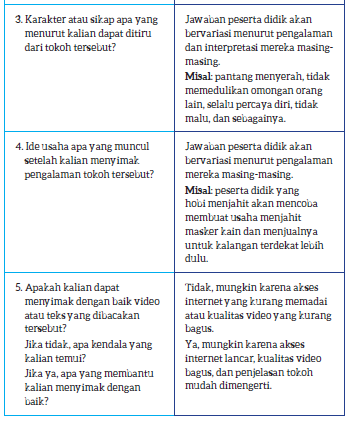 3. Karakter atau sikap apa yang
menurut kalian dapat ditiru
dari tokoh tersebut?
Jawaban peserta didik akan
bervariasi menurut pengalaman
dan interpretasi mereka masing-
masing.
Misal: pantang menyerah, tidak
memedulikan omongan orang
lain, selalu percaya diri, tidak
malu, dan sebagainya.
4. Ide usaha apa yang muncul
setelah kalian menyimak
pengalaman tokoh tersebut?
Jawaban peserta didik akan
bervariasi menurut pengalaman
mereka masing-masing.
Misal: peserta didik yang
hobi menjahit akan mencoba
membuat usaha menjahit
masker kain dan menjualnya
untuk kalangan terdekat lebih
dulu.
5. Apakah kalian dapat
menyimak dengan baik video
atau teks yang dibacakan
tersebut?
Jika tidak, apa kendala yang
kalian temui?
Jika ya, apa yang membantu
kalian menyimak dengan
baik?
Tidak, mungkin karena akses
internet yang kurang memadai
atau kualitas video yang kurang
bagus.
Ya, mungkin karena akses
internet lancar, kualitas video
bagus, dan penjelasan tokoh
mudah dimengerti.